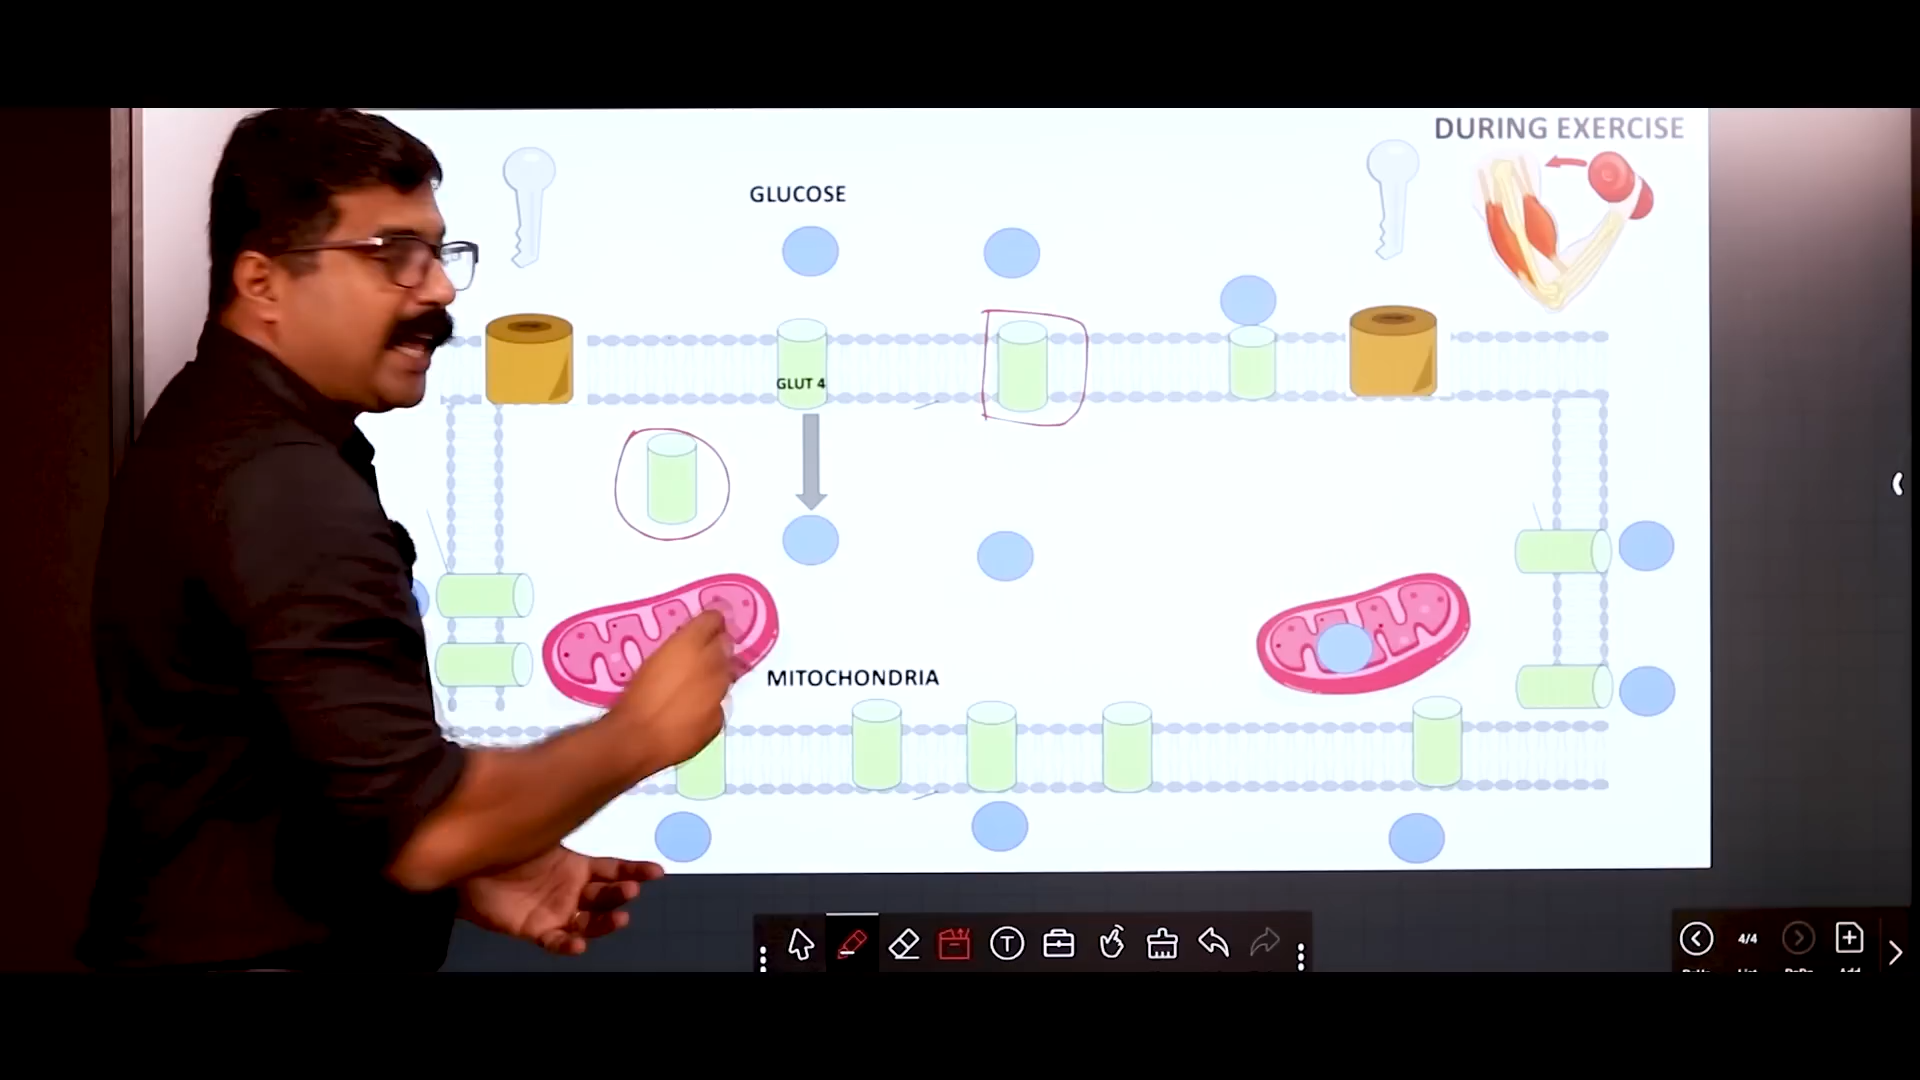 DURING EXERCISE
GLUCOSE
GLUT 4
MITOCHONDRIA
T
4/4